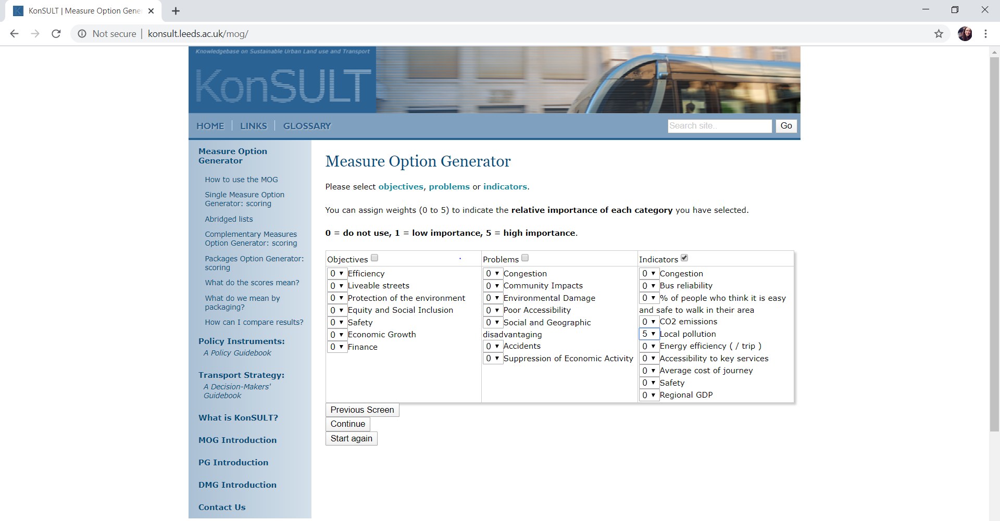 KonSULT | Measure Option Gene
Not secure | konsult.leeds.ac.uk/mog/
Knowledgebase on Sustainable Urban Land use and Transport
KonSULT
HOME | LINKS | GLOSSARY
Search site..
Go
Measure Option
Generator
How to use the MOG
Single Measure Option
Generator: scoring
Abridged lists
Complementary Measures
Option Generator: scoring
Packages Option Generator:
scoring
What do the scores mean?
What do we mean by
packaging?
How can I compare results?
Policy Instruments:
A Policy Guidebook
Transport Strategy:
A Decision-Makers'
Guidebook
What is KonSULT?
MOG Introduction
PG Introduction
DMG Introduction
Contact Us
Measure Option Generator
Please select objectives, problems or indicators.
You can assign weights (0 to 5) to indicate the relative importance of each category you have selected.
0 = do not use, 1 = low importance, 5 = high importance.
Objectives
0 Efficiency
0 Liveable streets
0 Protection of the environment
0 Equity and Social Inclusion
0 Safety
0 Economic Growth
0 Finance
Problems
0 Congestion
0 Community Impacts
0 Environmental Damage
0 Poor Accessibility
0 Social and Geographic
disadvantaging
0 Accidents
0 Suppression of Economic Activity
Indicators
0 Congestion
0 Bus reliability
0 % of people who think it is easy
and safe to walk in their area
0 CO2 emissions
5 Local pollution
0 Energy efficiency ( / trip )
0 Accessibility to key services
0 Average cost of journey
0 Safety
0 Regional GDP
Previous Screen
Continue
Start again